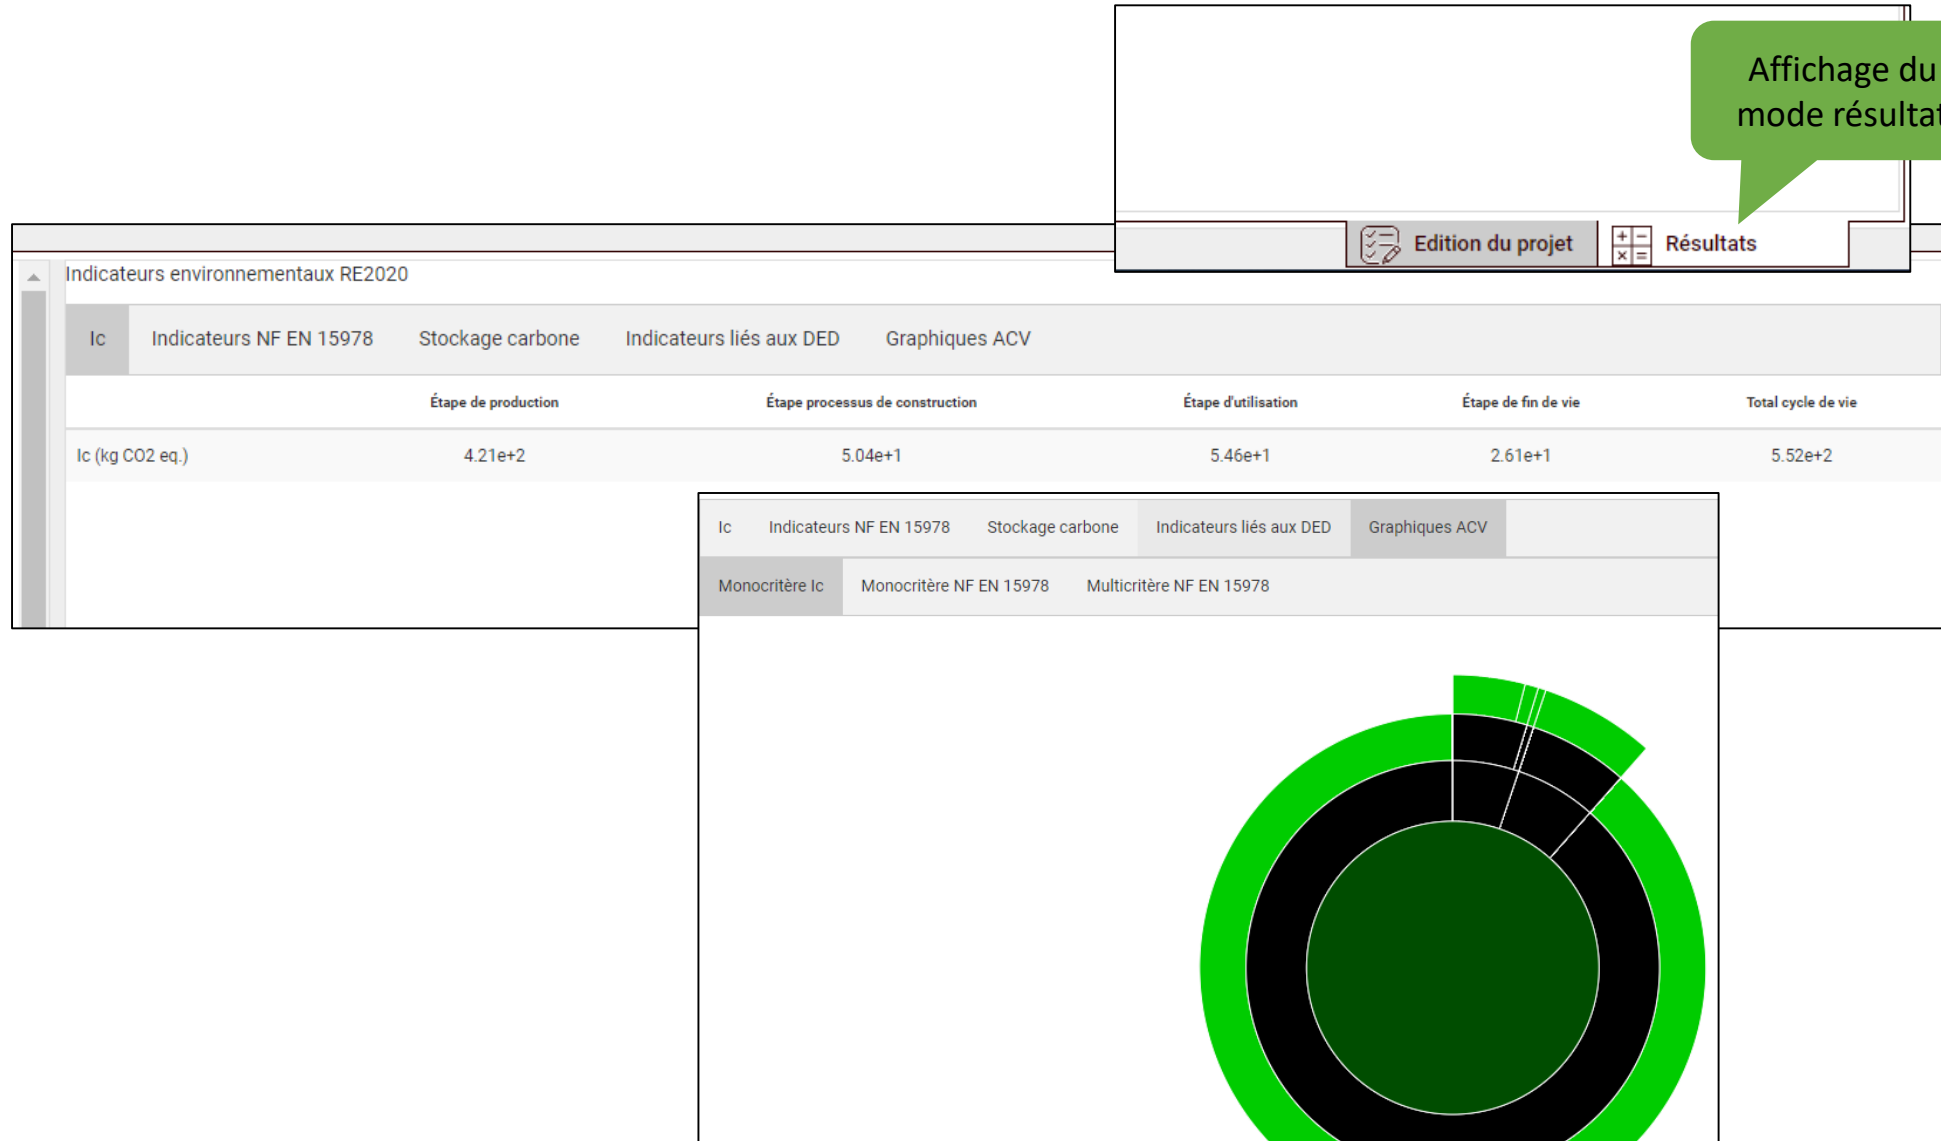 Affichage du
mode résultat
Edition du projet Résultats
Indicateurs environnementaux RE2020
Ic Indicateurs NF EN 15978 Stockage carbone Indicateurs liés aux DED Graphiques ACV
Étape de production Étape processus de construction Étape d'utilisation Étape de fin de vie Total cycle de vie
Ic (kg CO2 eq.) 4.21e+2 5.04e+1 5.46e+1 2.61e+1 5.52e+2
Ic Indicateurs NF EN 15978 Stockage carbone Indicateurs liés aux DED Graphiques ACV
Monocritère Ic Monocritère NF EN 15978 Multicritère NF EN 15978